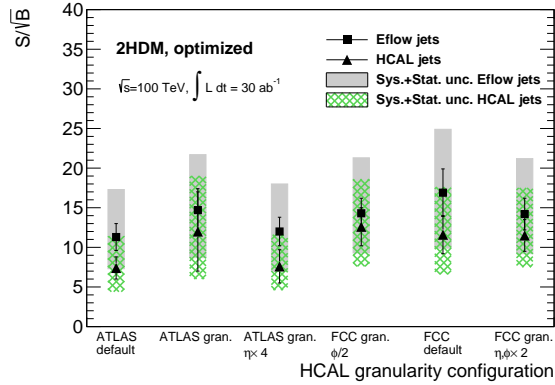 S/√B
40
35
30
25
20
15
10
5
0
2HDM, optimized
√s=100 TeV, ∫ L dt = 30 ab⁻¹
Eflow jets
HCAL jets
Sys.+Stat. unc. Eflow jets
Sys.+Stat. unc. HCAL jets
ATLAS default
ATLAS gran.
ATLAS gran. η× 4
FCC gran. ϕ/2
FCC default
FCC gran. η,ϕ× 2
HCAL granularity configuration